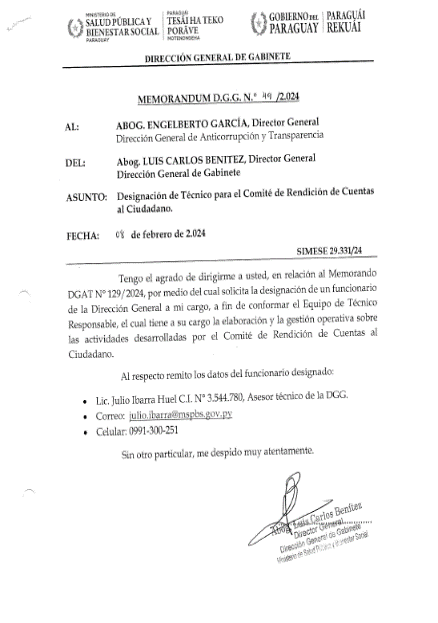 MINISTERIO DE
SALUD PÚBLICA Y
BIENESTAR SOCIAL
PARAGUAY
PARAGUÁI
TESÃI HA TEKO
PORÃVE
MOTENONDEHA
GOBIERNO DEL
PARAGUAY
PARAGUÁI
REKUÁI
DIRECCIÓN GENERAL DE GABINETE
MEMORANDUM D.G.G. N.° 49 /2.024
AL: ABOG. ENGELBERTO GARCÍA, Director General
Dirección General de Anticorrupción y Transparencia
DEL: Abog. LUIS CARLOS BENITEZ, Director General
Dirección General de Gabinete
ASUNTO: Designación de Técnico para el Comité de Rendición de Cuentas
al Ciudadano.
FECHA: 08 de febrero de 2.024
SIMESE 29.331/24
Tengo el agrado de dirigirme a usted, en relación al Memorando
DGAT N° 129/2024, por medio del cual solicita la designación de un funcionario
de la Dirección General a mi cargo, a fin de conformar el Equipo de Técnico
Responsable, el cual tiene a su cargo la elaboración y la gestión operativa sobre
las actividades desarrolladas por el Comité de Rendición de Cuentas al
Ciudadano.
Al respecto remito los datos del funcionario designado:
• Lic. Julio Ibarra Huel C.I. N° 3.544.780, Asesor técnico de la DGG.
• Correo: julio.ibarra@mspbs.gov.py
• Celular: 0991-300-251
Sin otro particular, me despido muy atentamente.
Abog. Luis Carlos Benítez
Director General
Dirección General de Gabinete
Ministerio de Salud Pública y Bienestar Social